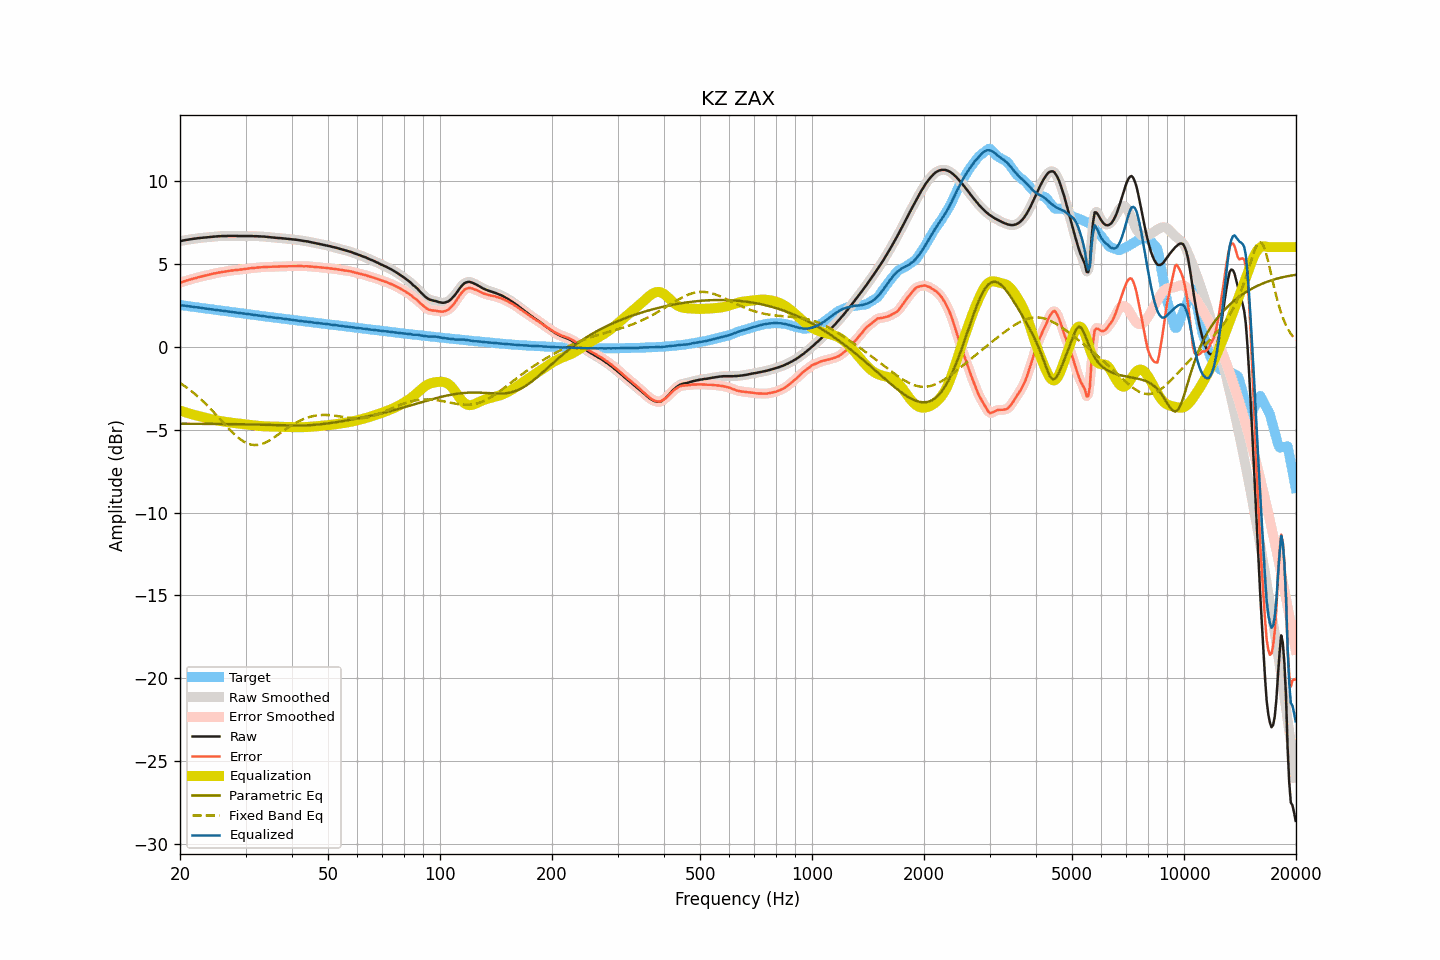 KZ ZAX
Amplitude (dBr)
10
5
0
−5
−10
−15
−20
−25
−30
Target
Raw Smoothed
Error Smoothed
Raw
Error
Equalization
Parametric Eq
Fixed Band Eq
Equalized
20 50 100 200 500 1000 2000 5000 10000 20000
Frequency (Hz)